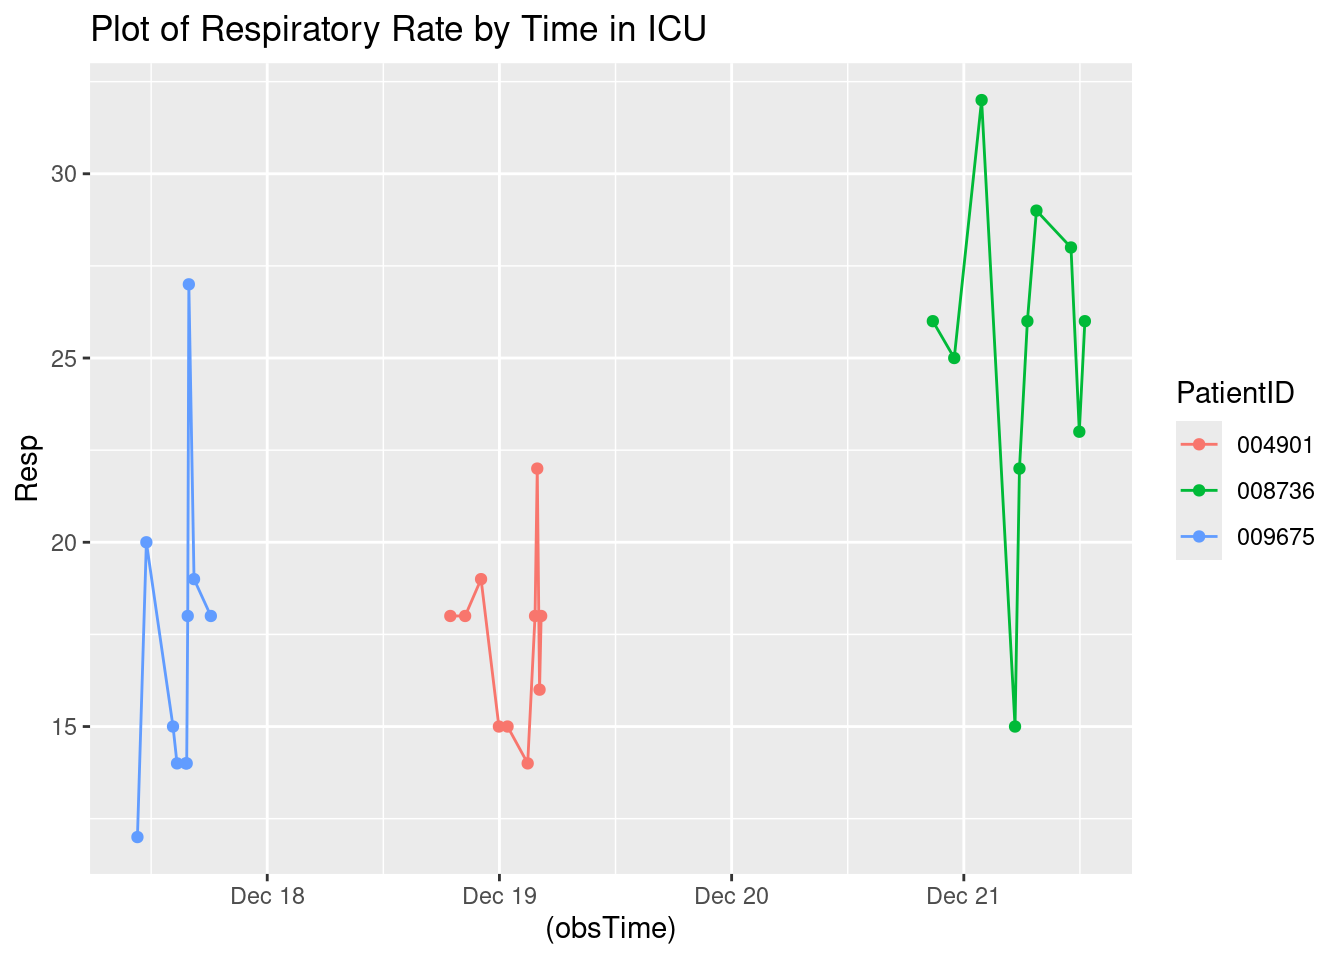 Plot of Respiratory Rate by Time in ICU
30
25
20
15
Resp
Dec 18
Dec 19
Dec 20
Dec 21
(obsTime)
PatientID
004901
008736
009675